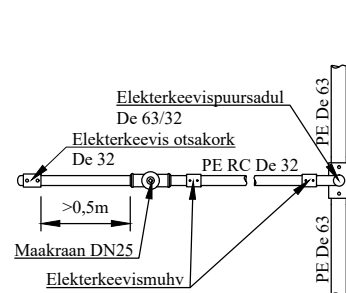 Elekterkeevispuursadul
De 63/32
PE De 63
Elekterkeevis otsakork
De 32
PE RC De 32
>0,5m
Maakraan DN25
Elekterkeevismuhv
PE De 63